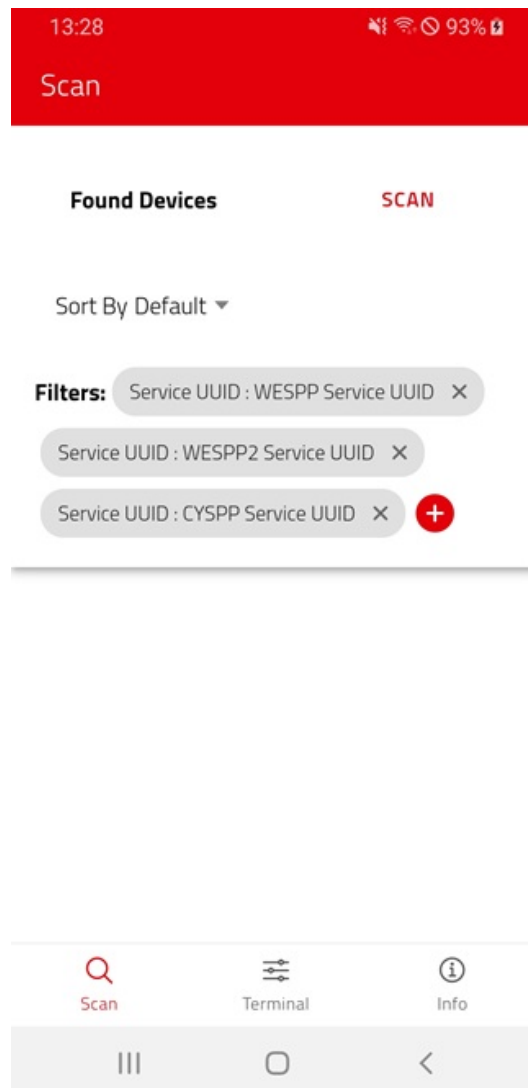 13:28 93%
Scan
Found Devices SCAN
Sort By Default
Filters: Service UUID : WESPP Service UUID
Service UUID : WESPP2 Service UUID
Service UUID : CYSPP Service UUID
Scan Terminal Info